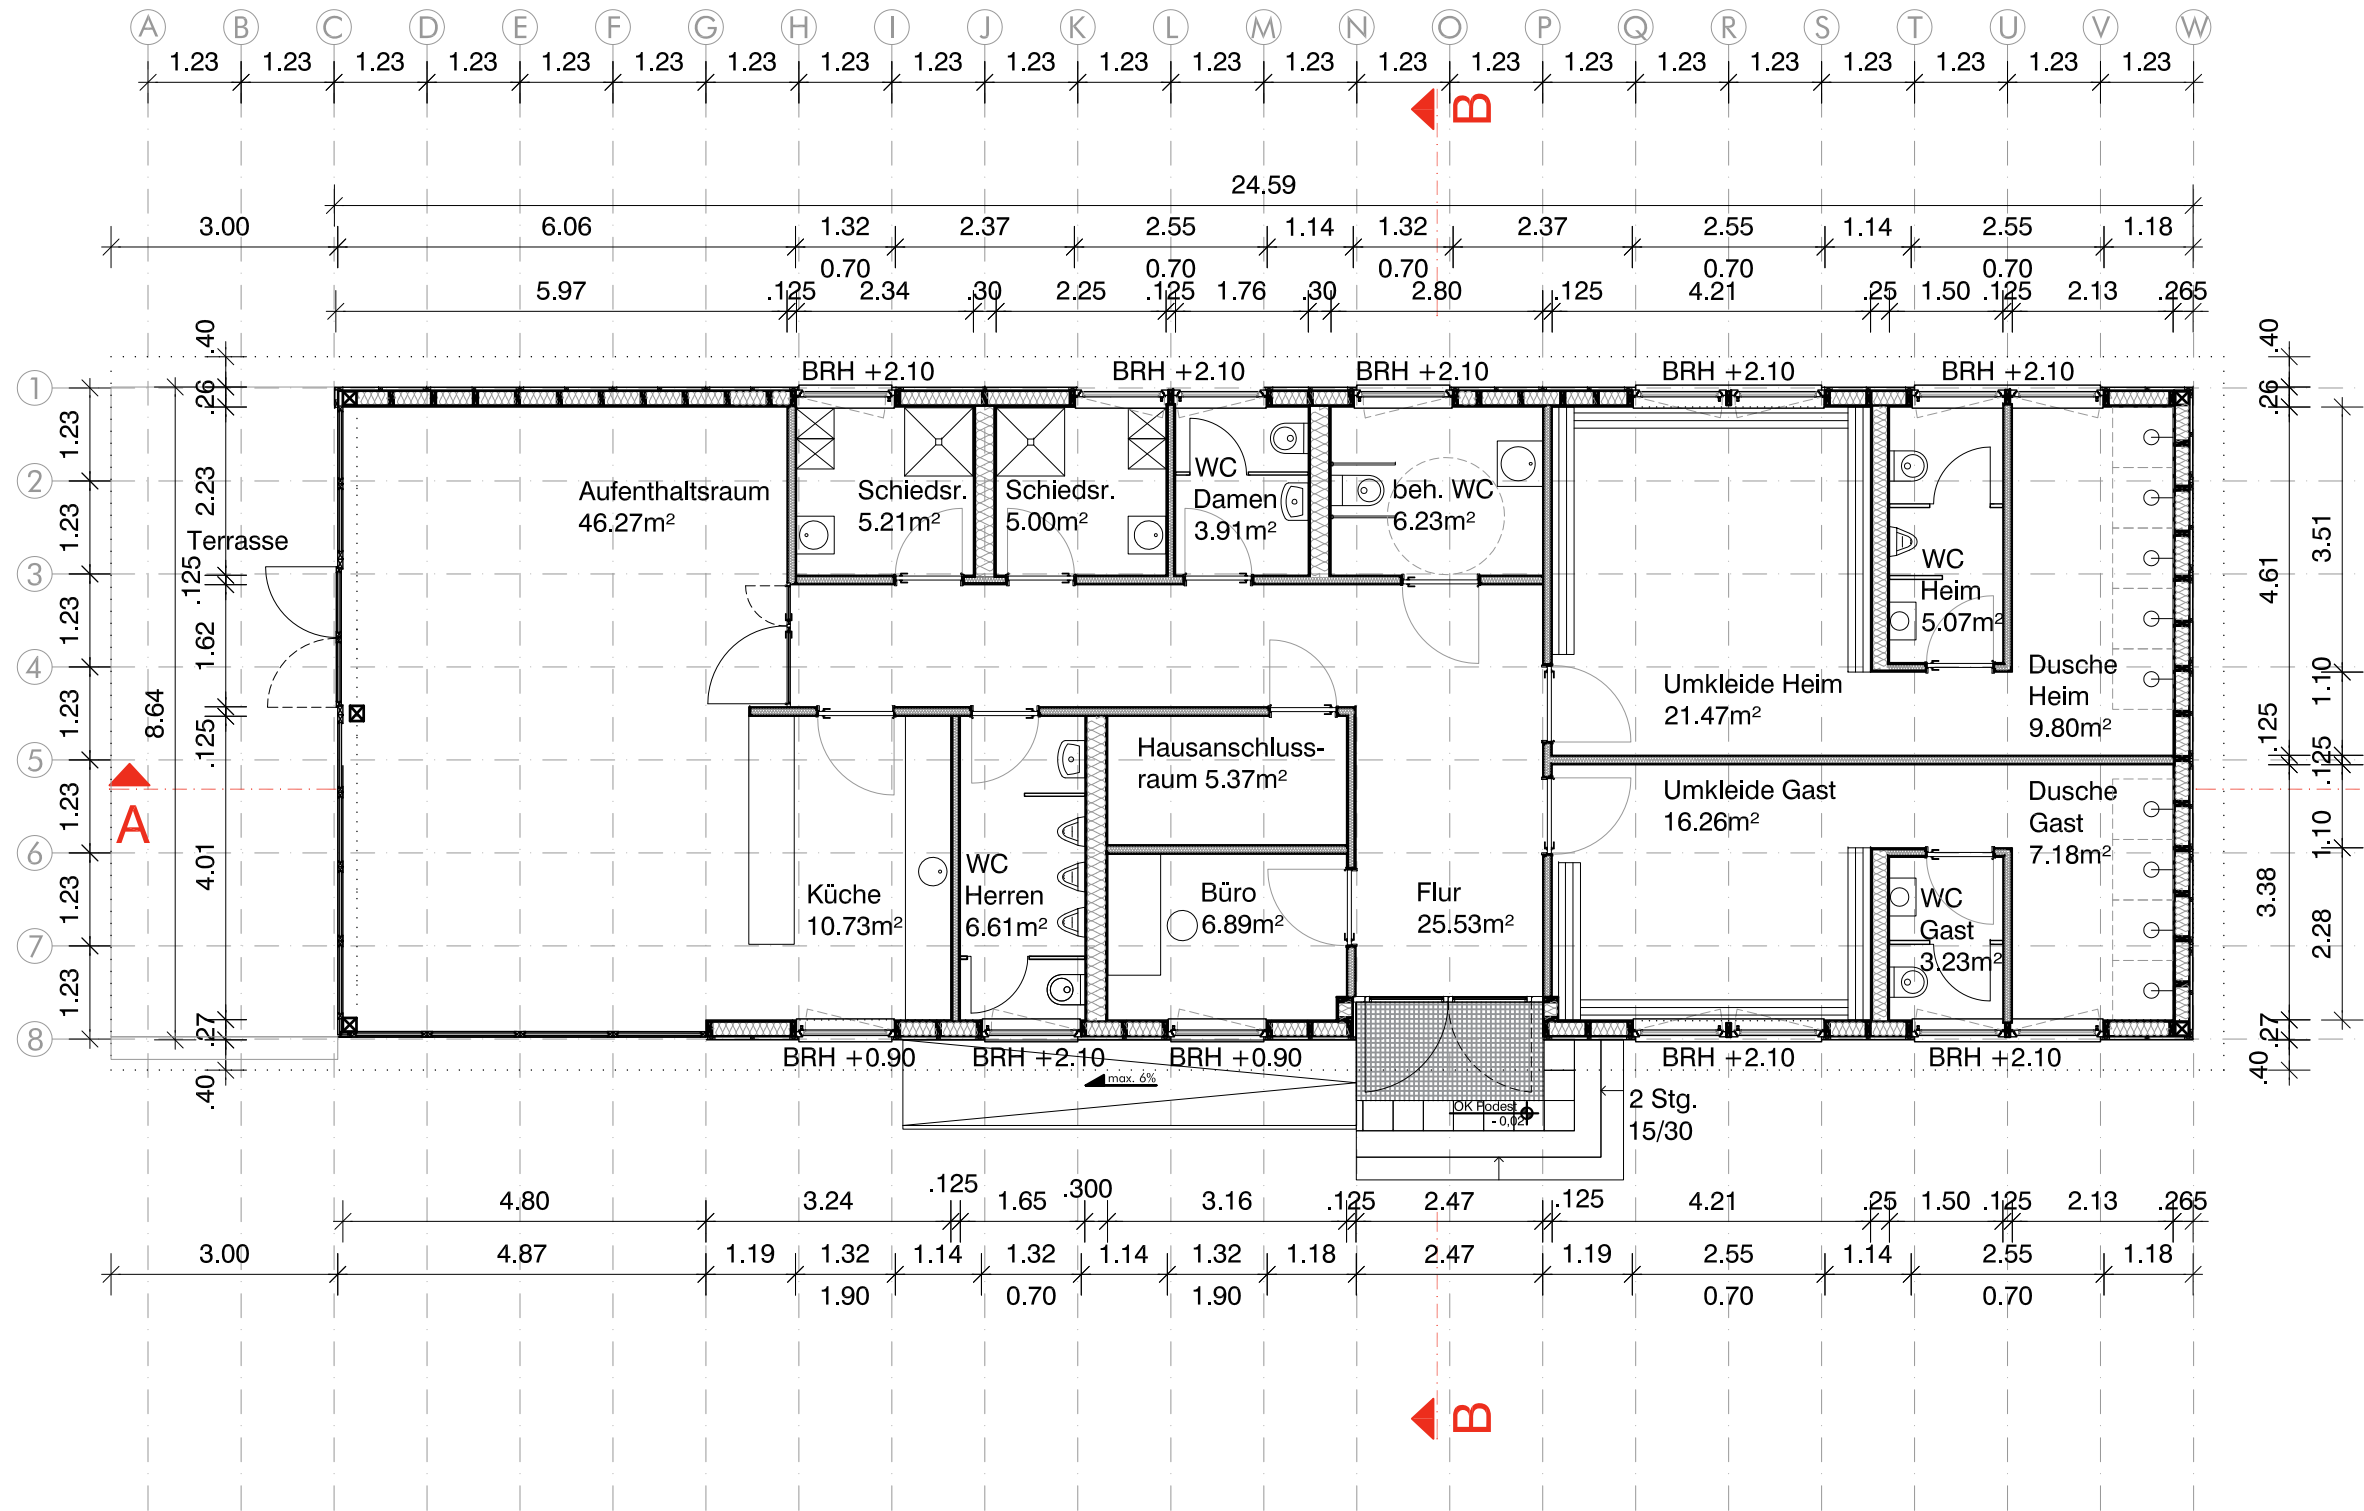 A B C D E F G H I J K L M N O P Q R S T U V W
1.23 1.23 1.23 1.23 1.23 1.23 1.23 1.23 1.23 1.23 1.23 1.23 1.23 1.23 1.23 1.23 1.23 1.23 1.23 1.23 1.23 1.23
B
24.59
3.00 6.06 1.32 2.37 2.55 1.14 1.32 2.37 2.55 1.14 2.55 1.18
0.70 0.70 0.70 0.70 0.70
5.97 .125 2.34 .30 2.25 .125 1.76 .30 2.80 .125 4.21 .25 1.50 .125 2.13 .265
BRH +2.10 BRH +2.10 BRH +2.10 BRH +2.10 BRH +2.10
1
2
3
4
5
6
7
8
1.23
1.23
1.23
1.23
1.23
1.23
1.23
8.64
.40
.26
2.23
.125
1.62
.125
4.01
.27
.40
A
Terrasse
Aufenthaltsraum
46.27m²
Schiedsr.
5.21m²
Schiedsr.
5.00m²
WC
Damen
3.91m²
beh. WC
6.23m²
WC
Heim
5.07m²
Umkleide Heim
21.47m²
Dusche
Heim
9.80m²
Hausanschluss-
raum 5.37m²
Umkleide Gast
16.26m²
Dusche
Gast
7.18m²
Küche
10.73m²
WC
Herren
6.61m²
Büro
6.89m²
Flur
25.53m²
WC
Gast
3.23m²
.40
.26
4.61
.125
3.38
.27
.40
3.51
1.10
.125
1.10
2.28
BRH +0.90 BRH +2.10 BRH +0.90 BRH +2.10 BRH +2.10
max. 6%
OK Podest
- 0,02
2 Stg.
15/30
4.80 3.24 .125 1.65 .300 3.16 .125 2.47 .125 4.21 .25 1.50 .125 2.13 .265
3.00 4.87 1.19 1.32 1.14 1.32 1.14 1.32 1.18 2.47 1.19 2.55 1.14 2.55 1.18
1.90 0.70 1.90 0.70 0.70
B